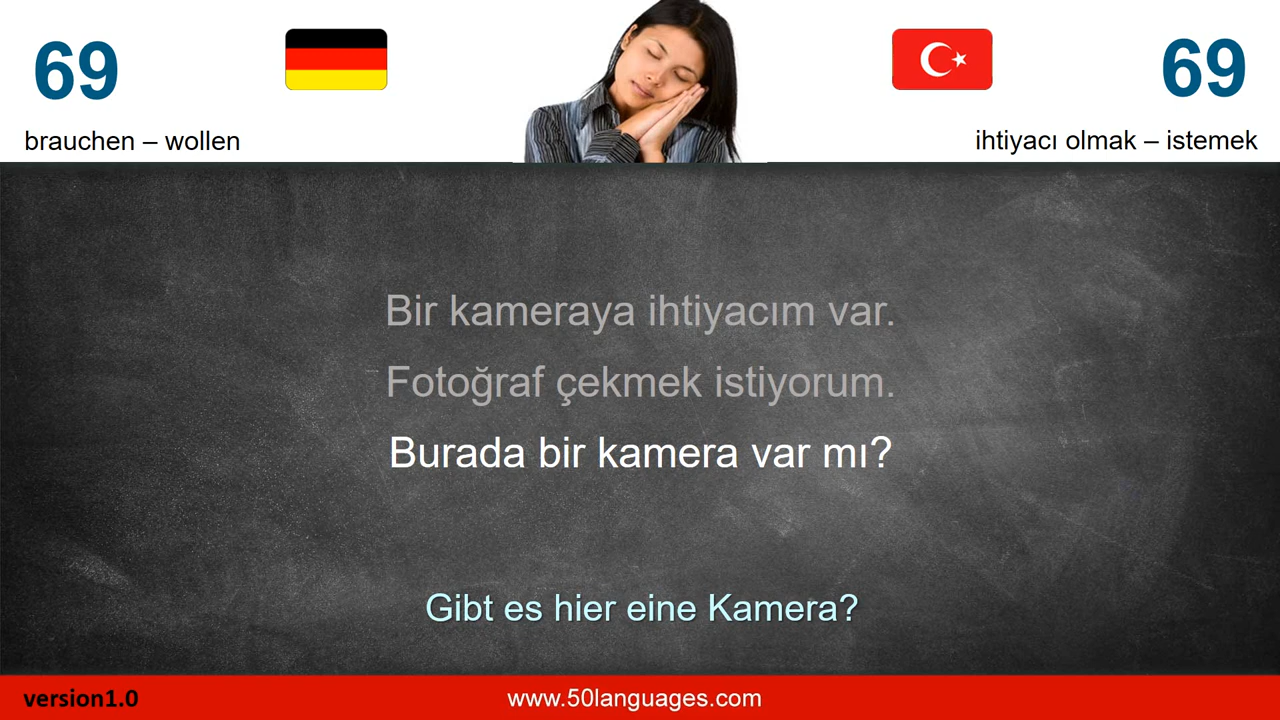 69
69
brauchen – wollen
ihtiyacı olmak – istemek
Bir kameraya ihtiyacım var.
Fotoğraf çekmek istiyorum.
Burada bir kamera var mı?
Gibt es hier eine Kamera?
version1.0
www.50languages.com